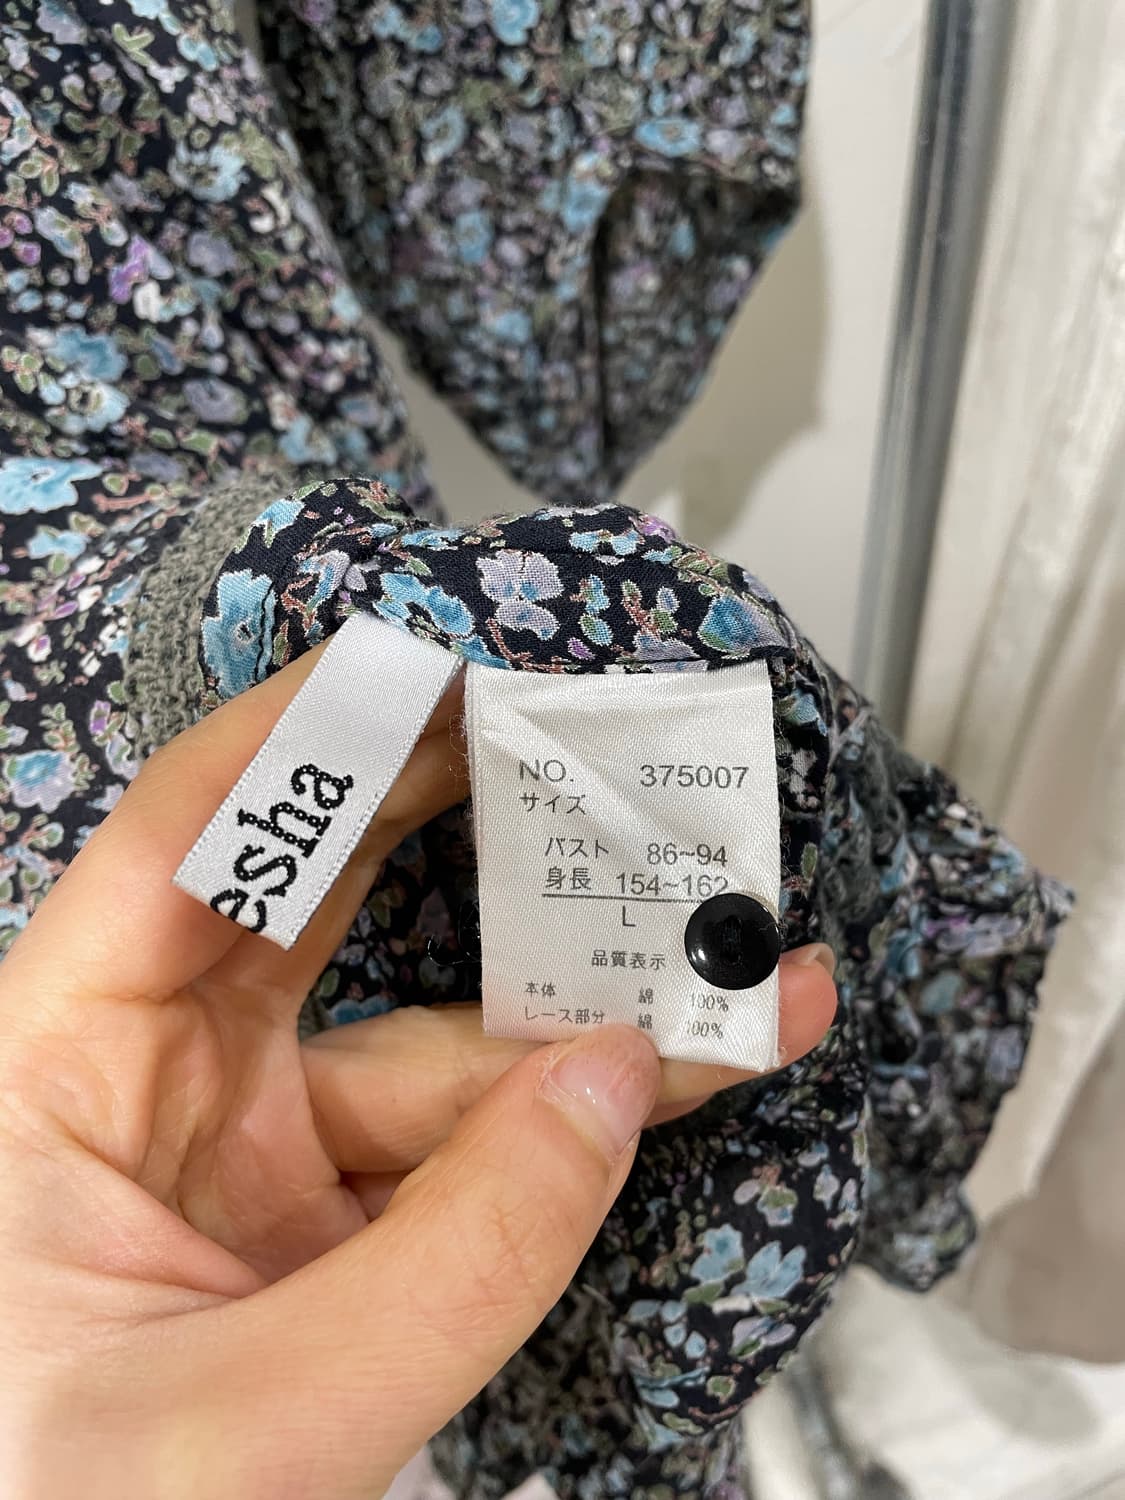 esha
NO. 375007
サイズ
バスト 86~94
身長 154~162
L
品質表示
本体 綿 100%
レース部分 綿 100%